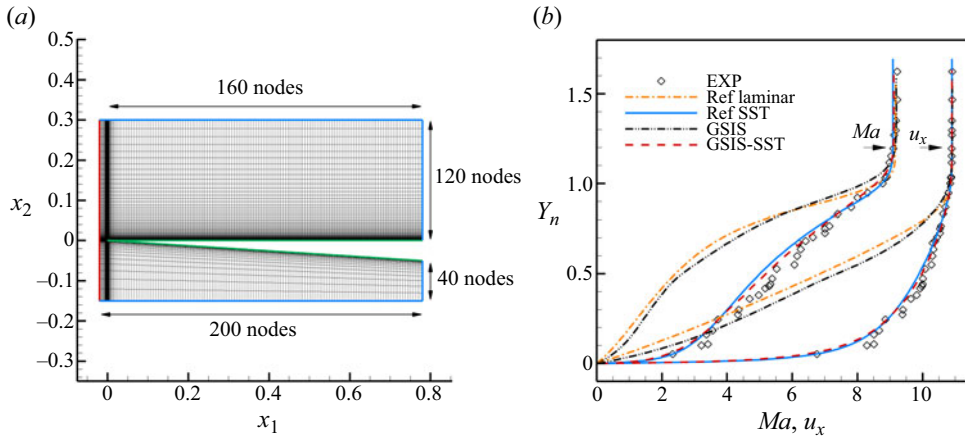 (a)
0.5
0.4
0.3
0.2
0.1
0
–0.1
–0.2
–0.3
x2
160 nodes
120 nodes
40 nodes
200 nodes
0
0.2
0.4
0.6
0.8
x1
(b)
1.5
1.0
0.5
0
Yn
EXP
Ref laminar
Ref SST
GSIS
GSIS-SST
Ma
ux
0
2
4
6
8
10
Ma, ux